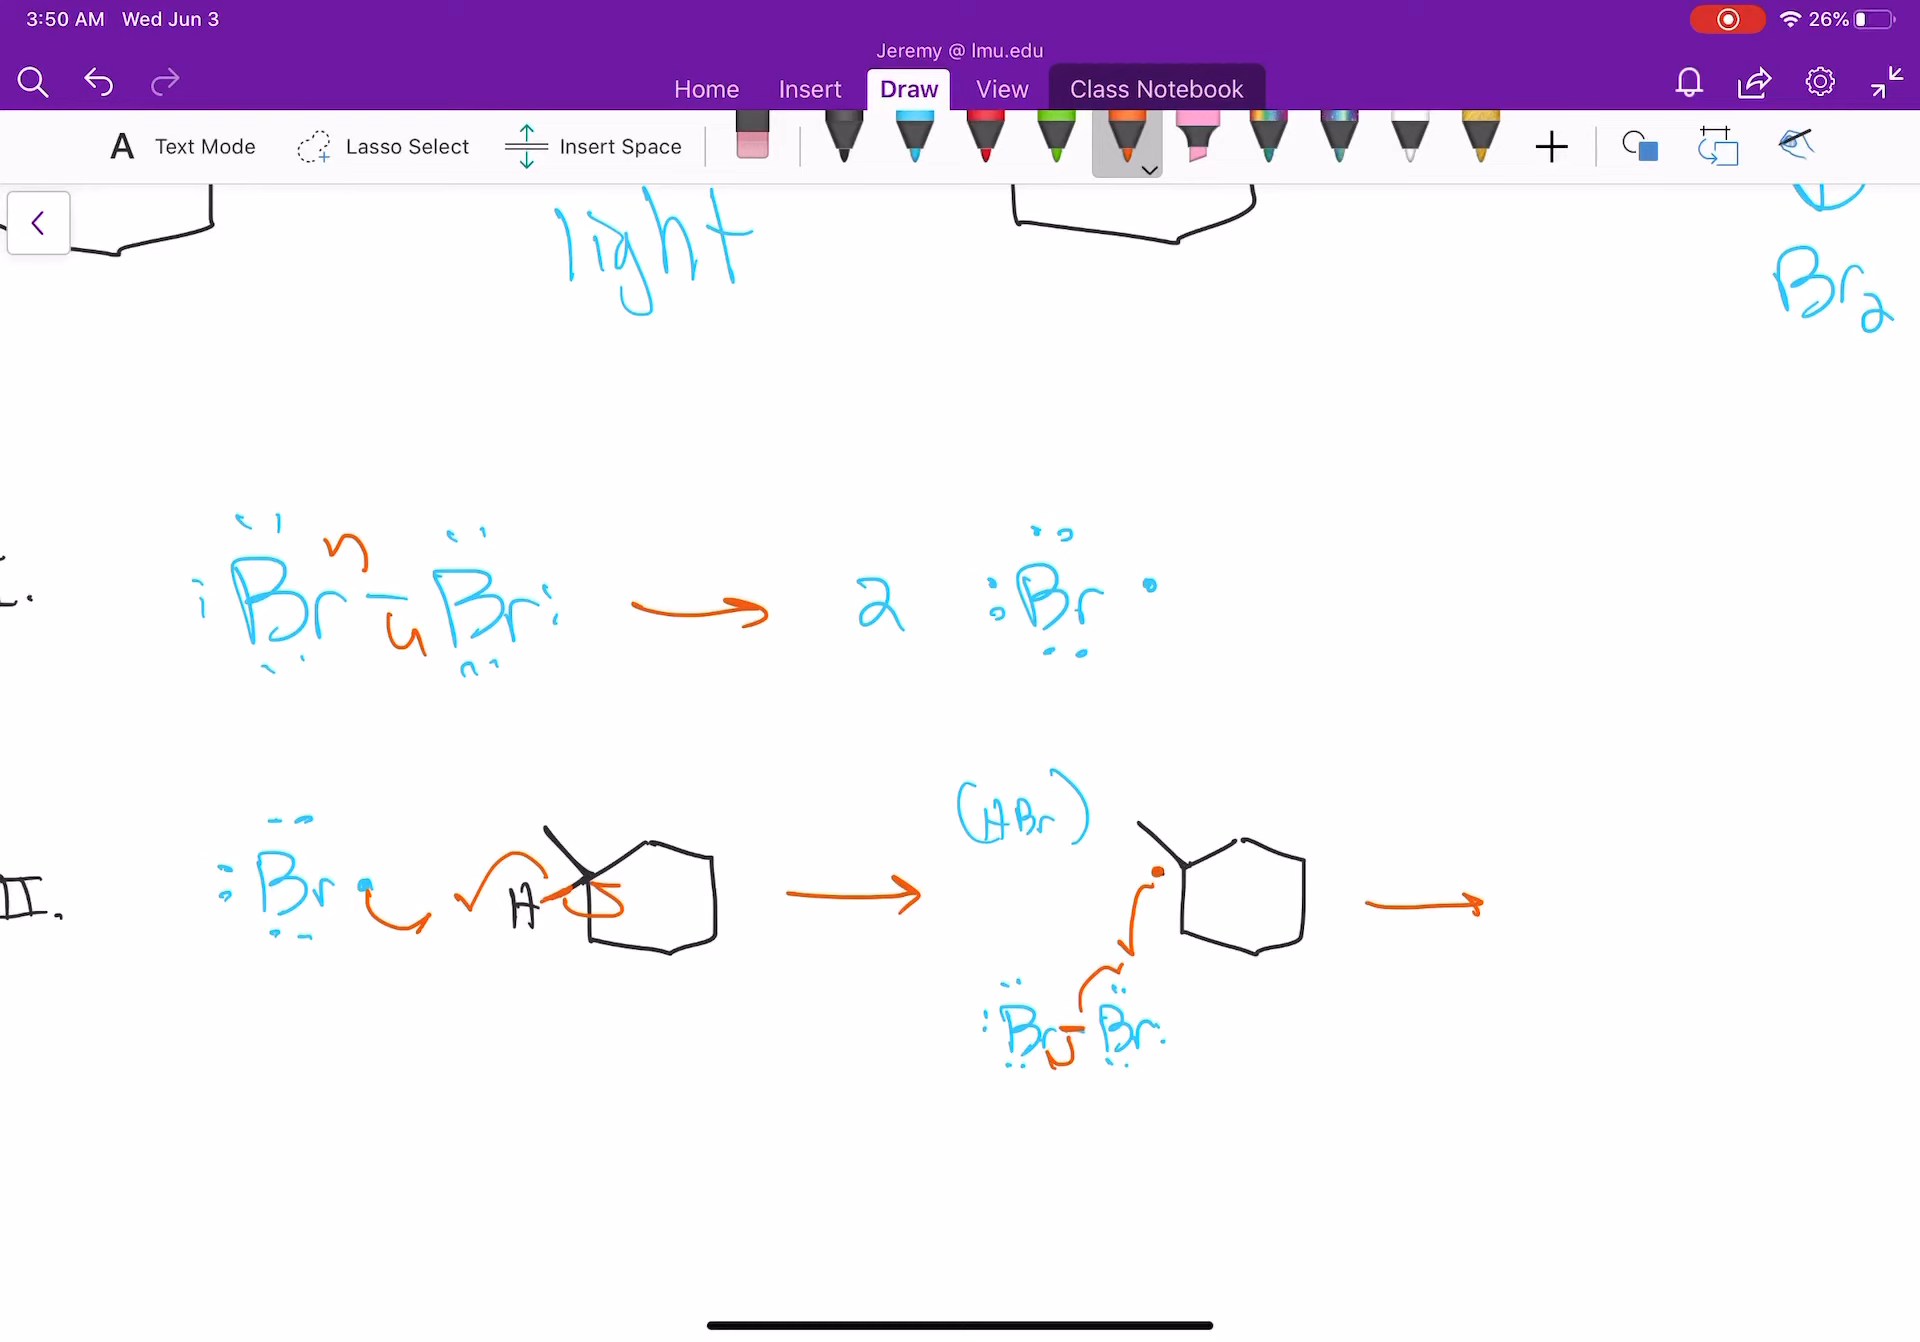 3:50 AM Wed Jun 3
26%
Jeremy @ lmu.edu
Home Insert Draw View Class Notebook
A Text Mode Lasso Select Insert Space
light
Br2
Br - Br 2 Br
II. Br H
(HBr)
Br - Br